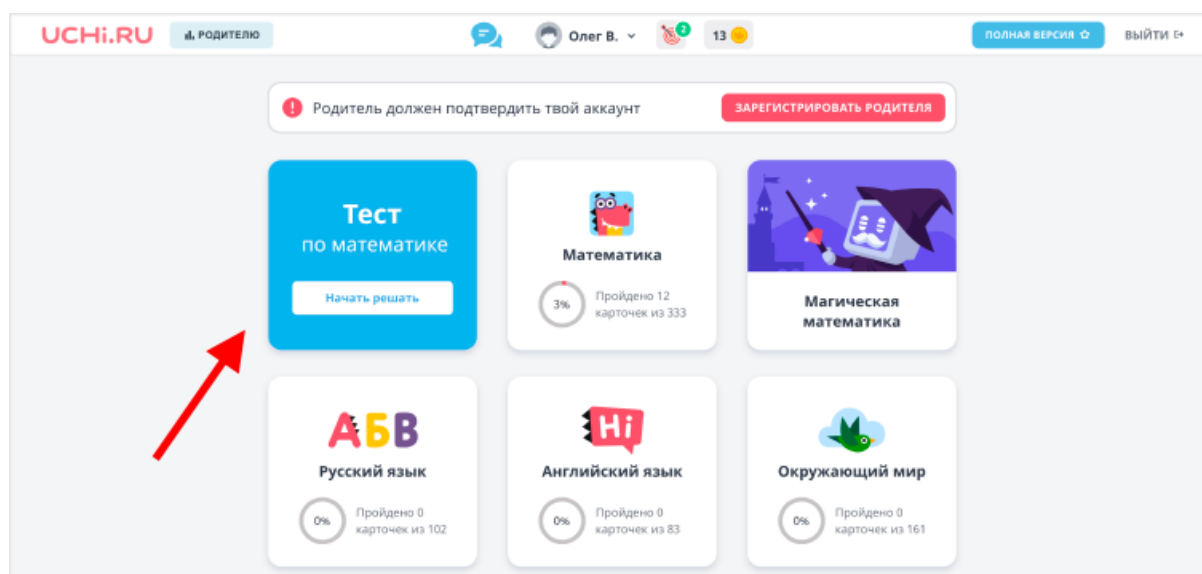 UCHi.RU РОДИТЕЛЮ Олег В. 2 13 ПОЛНАЯ ВЕРСИЯ ВЫЙТИ
Родитель должен подтвердить твой аккаунт ЗАРЕГИСТРИРОВАТЬ РОДИТЕЛЯ
Тест
по математике
Начать решать
Математика
3% Пройдено 12
карточек из 333
Магическая
математика
АБВ
Русский язык
0% Пройдено 0
карточек из 102
Hi
Английский язык
0% Пройдено 0
карточек из 83
Окружающий мир
0% Пройдено 0
карточек из 161